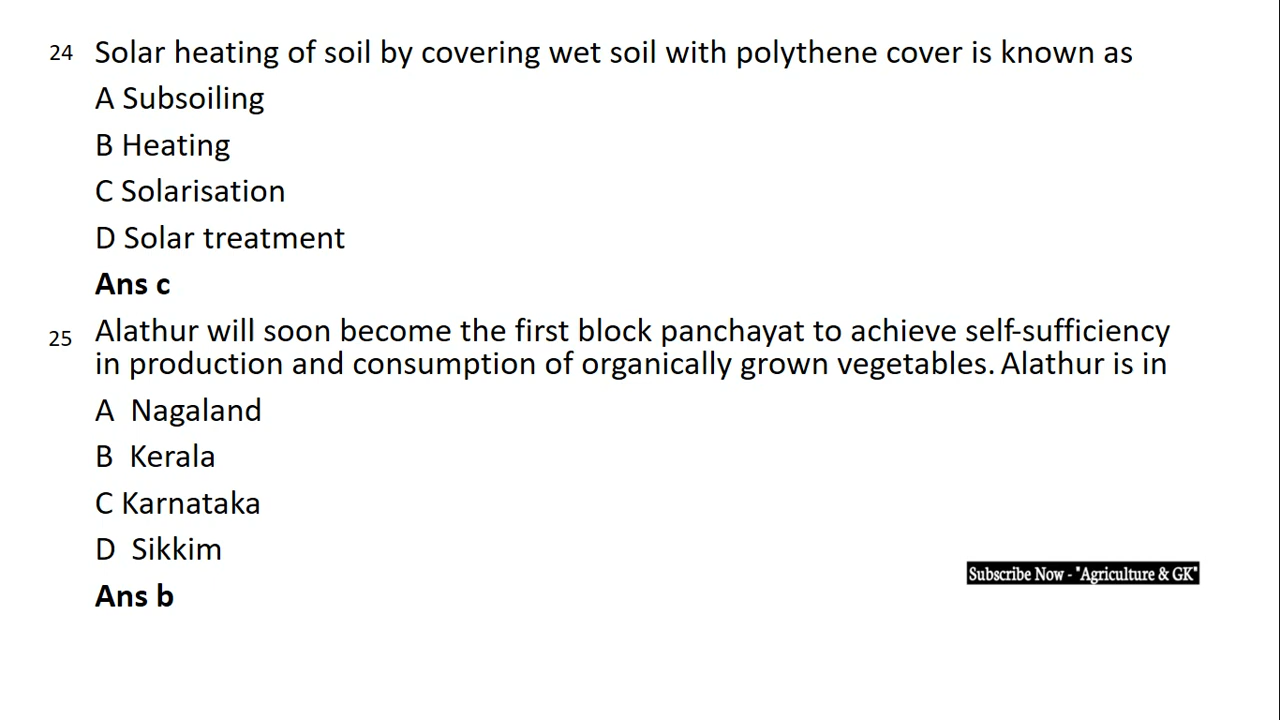 24 Solar heating of soil by covering wet soil with polythene cover is known as
A Subsoiling
B Heating
C Solarisation
D Solar treatment
Ans c
25 Alathur will soon become the first block panchayat to achieve self-sufficiency
in production and consumption of organically grown vegetables. Alathur is in
A Nagaland
B Kerala
C Karnataka
D Sikkim
Subscribe Now - "Agriculture & GK"
Ans b